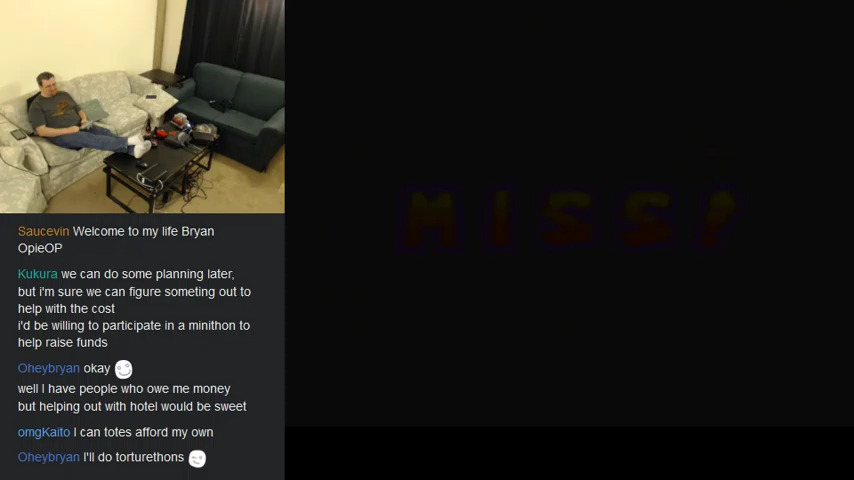 MISS!
Saucevin Welcome to my life Bryan
OpieOP
Kukura we can do some planning later,
but i'm sure we can figure someting out to
help with the cost
i'd be willing to participate in a minithon to
help raise funds
Oheybryan okay
well I have people who owe me money
but helping out with hotel would be sweet
omgKaito I can totes afford my own
Oheybryan I'll do torturethons